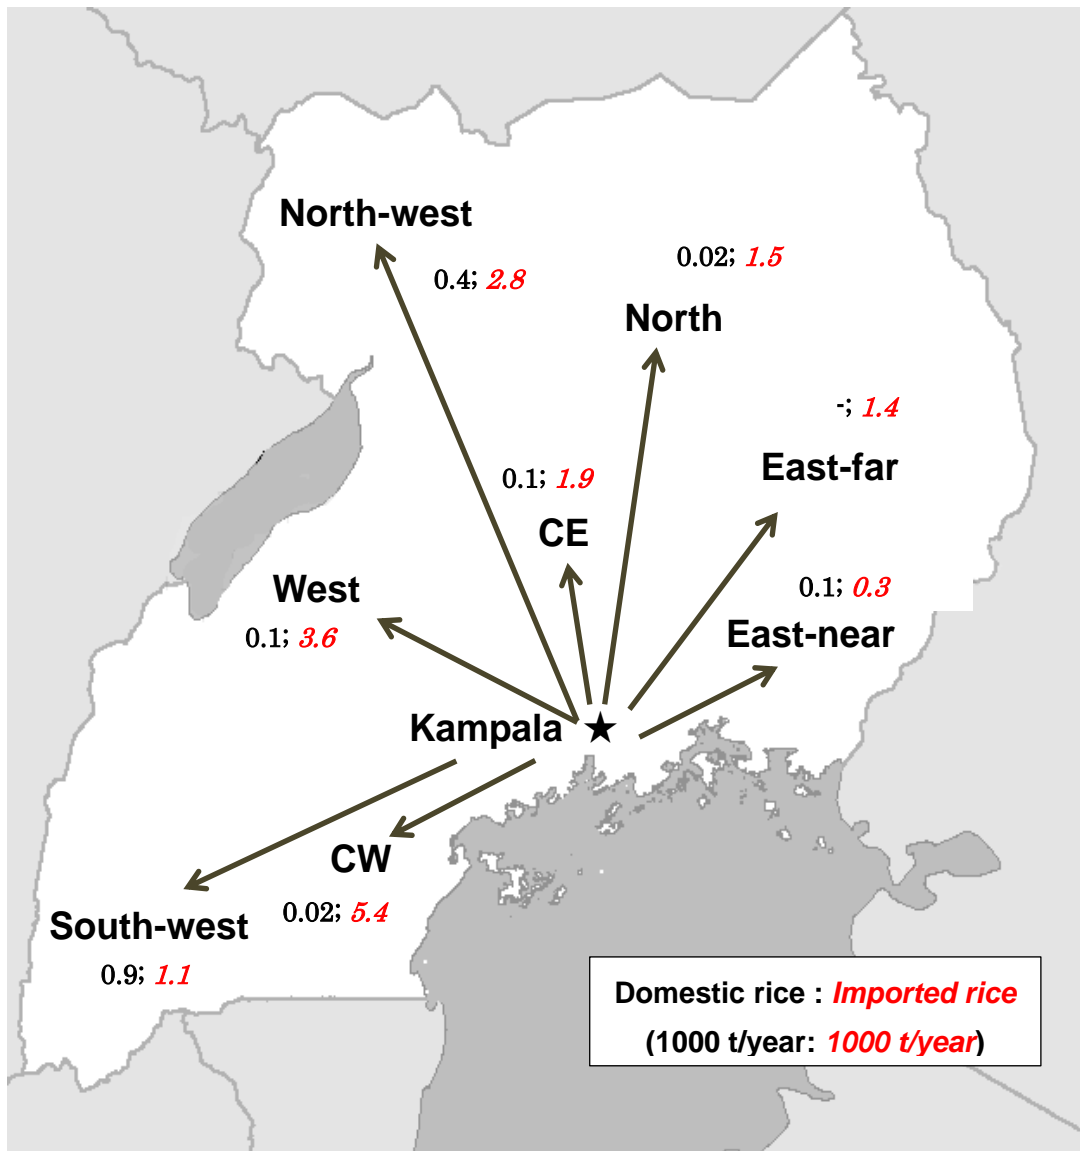 North-west
0.4; 2.8
0.02; 1.5
North
-; 1.4
East-far
0.1; 1.9
CE
West
0.1; 3.6
0.1; 0.3
East-near
Kampala
CW
0.02; 5.4
South-west
0.9; 1.1
Domestic rice : Imported rice
(1000 t/year: 1000 t/year)